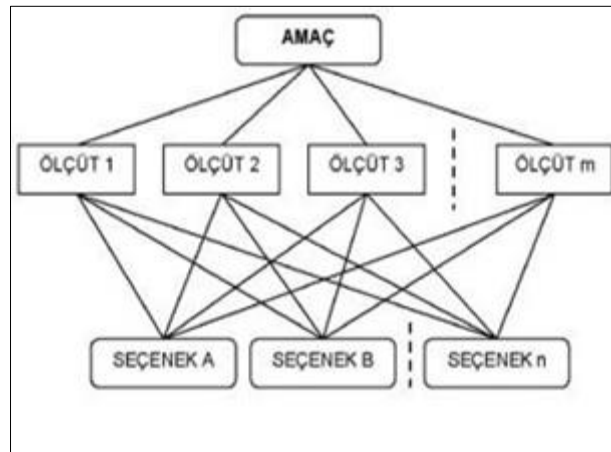 AMAÇ
ÖLÇÜT 1 ÖLÇÜT 2 ÖLÇÜT 3 ÖLÇÜT m
SEÇENEK A SEÇENEK B SEÇENEK n